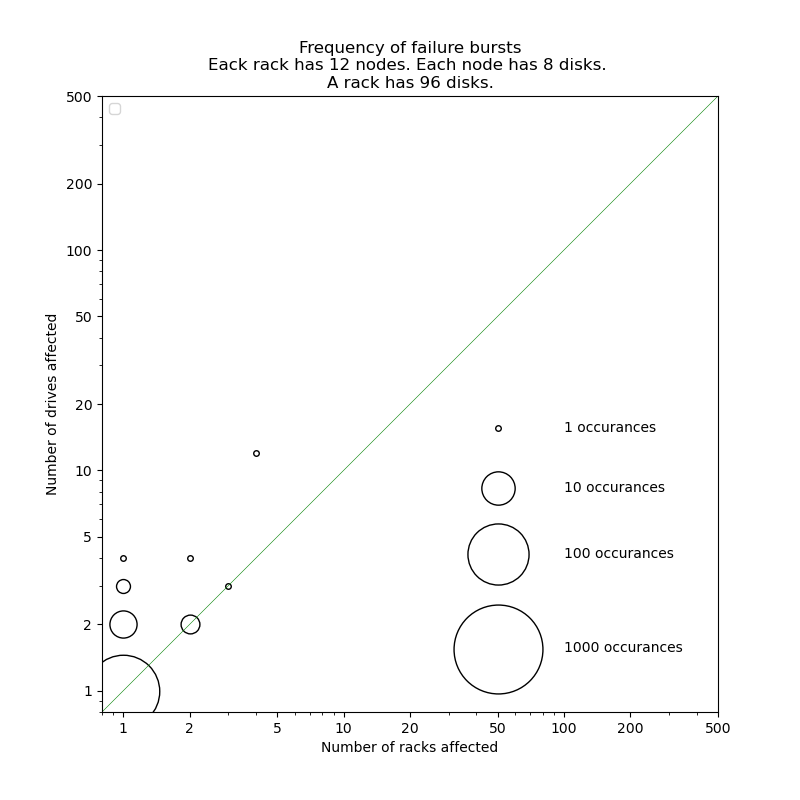 Frequency of failure bursts
Eack rack has 12 nodes. Each node has 8 disks.
A rack has 96 disks.
500
200
100
50
20
10
5
2
1
Number of drives affected
1 occurances
10 occurances
100 occurances
1000 occurances
1 2 5 10 20 50 100 200 500
Number of racks affected